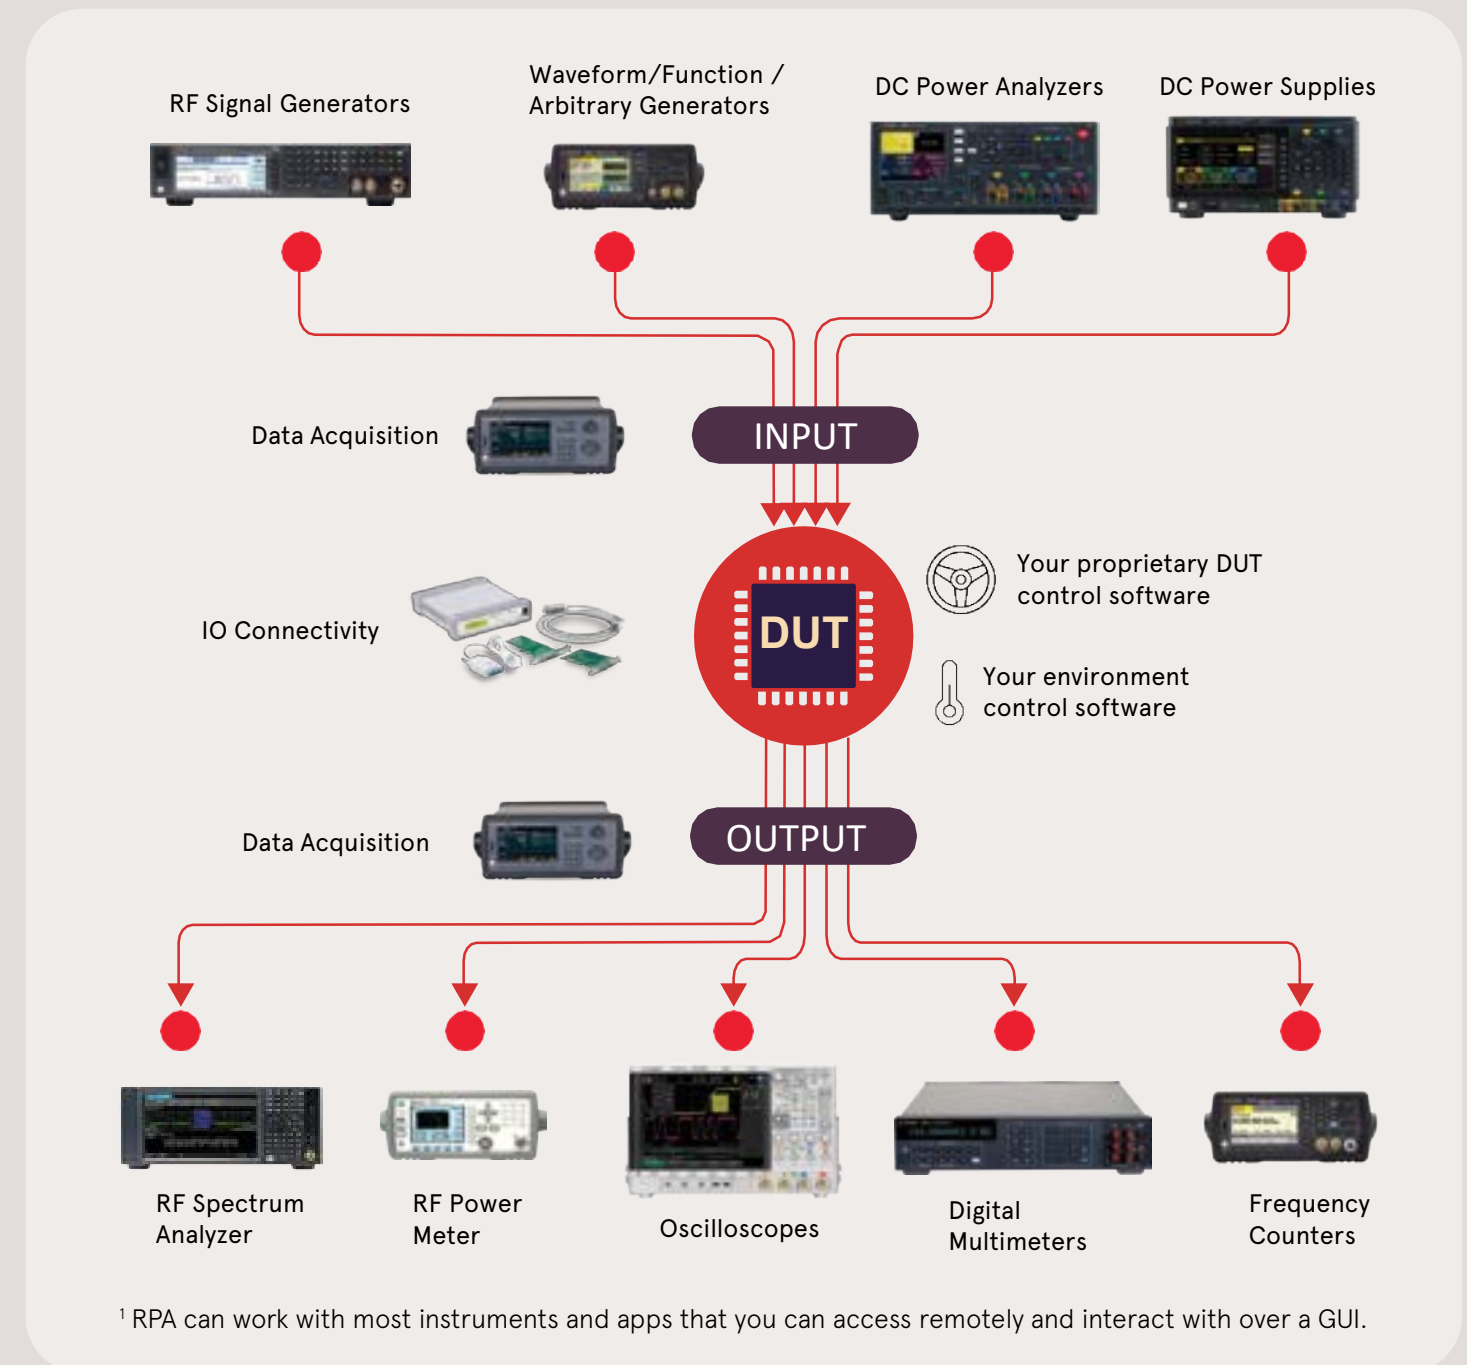 RF Signal Generators
Waveform/Function /
Arbitrary Generators
DC Power Analyzers
DC Power Supplies
Data Acquisition
INPUT
IO Connectivity
DUT
Your proprietary DUT
control software
Your environment
control software
Data Acquisition
OUTPUT
RF Spectrum
Analyzer
RF Power
Meter
Oscilloscopes
Digital
Multimeters
Frequency
Counters
¹ RPA can work with most instruments and apps that you can access remotely and interact with over a GUI.